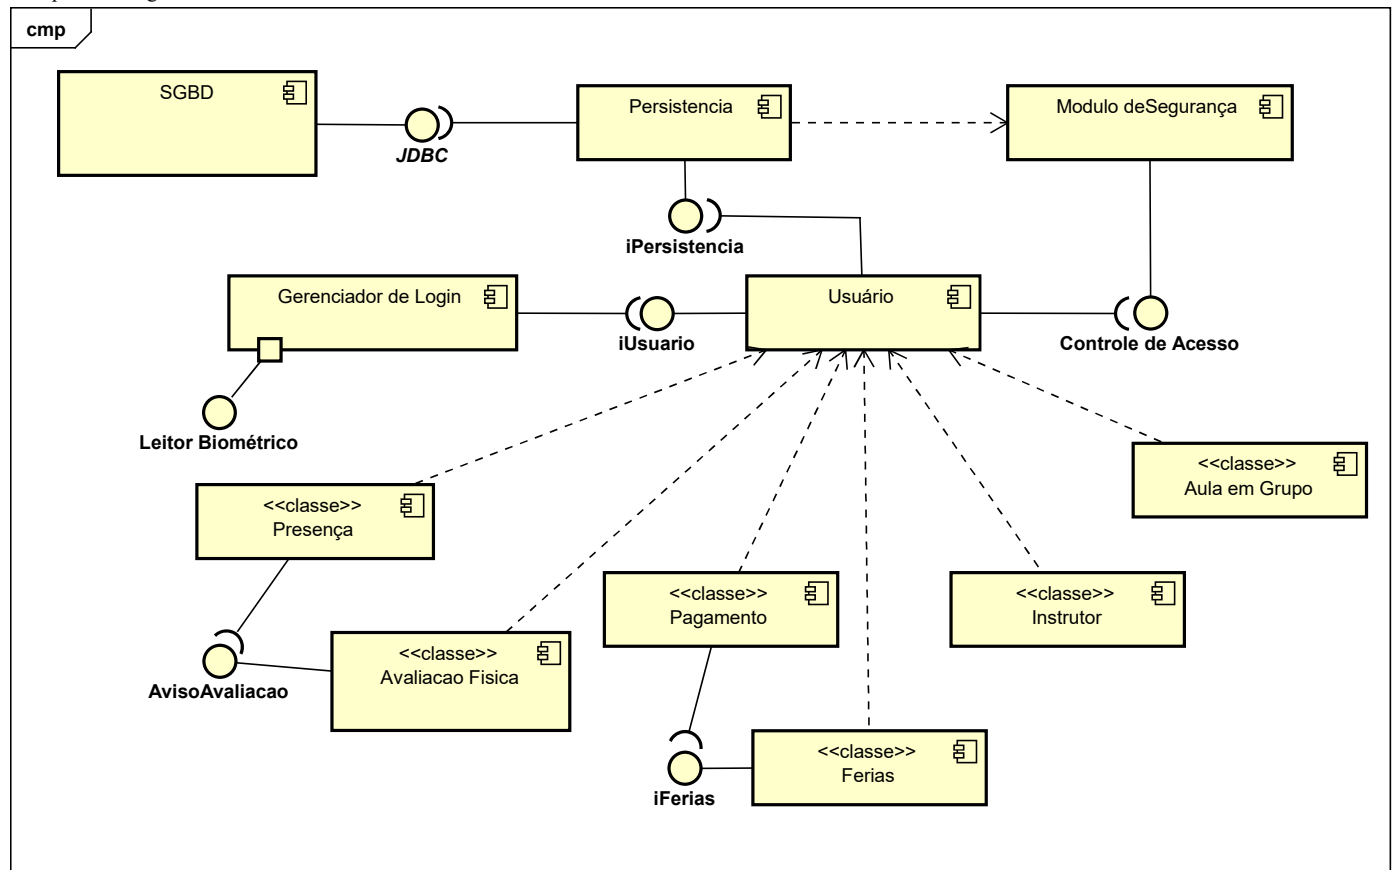 cmp
SGBD
Persistencia
Modulo deSegurança
JDBC
iPersistencia
Gerenciador de Login
Usuário
iUsuario
Controle de Acesso
Leitor Biométrico
<<classe>>
Aula em Grupo
<<classe>>
Presença
<<classe>>
Pagamento
<<classe>>
Instrutor
<<classe>>
Avaliacao Fisica
AvisoAvaliacao
<<classe>>
Ferias
iFerias